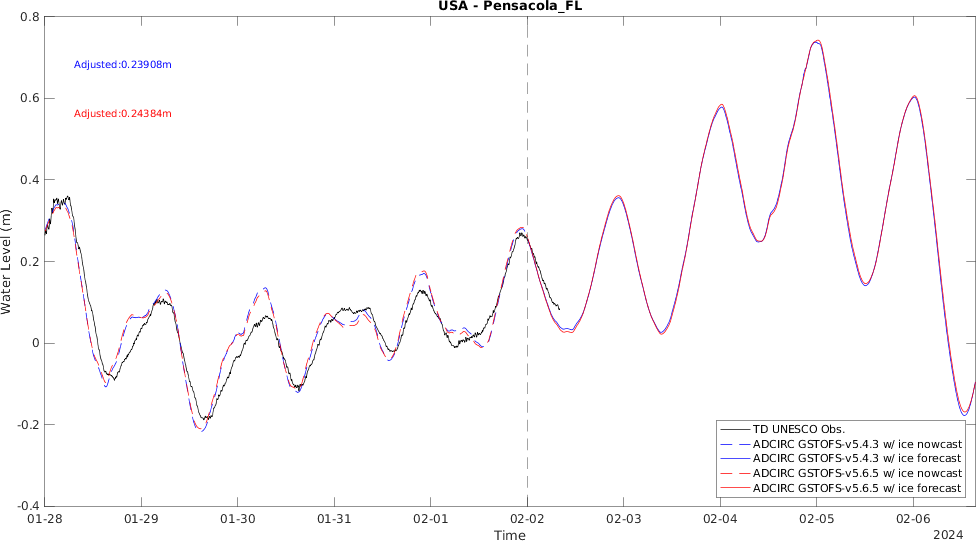 USA - Pensacola_FL
0.8
Adjusted:0.23908m
0.6
Adjusted:0.24384m
0.4
0.2
0
-0.2
-0.4
Water Level (m)
TD UNESCO Obs.
ADCIRC GSTOFS-v5.4.3 w/ ice nowcast
ADCIRC GSTOFS-v5.4.3 w/ ice forecast
ADCIRC GSTOFS-v5.6.5 w/ ice nowcast
ADCIRC GSTOFS-v5.6.5 w/ ice forecast
01-28 01-29 01-30 01-31 02-01 02-02 02-03 02-04 02-05 02-06
Time
2024